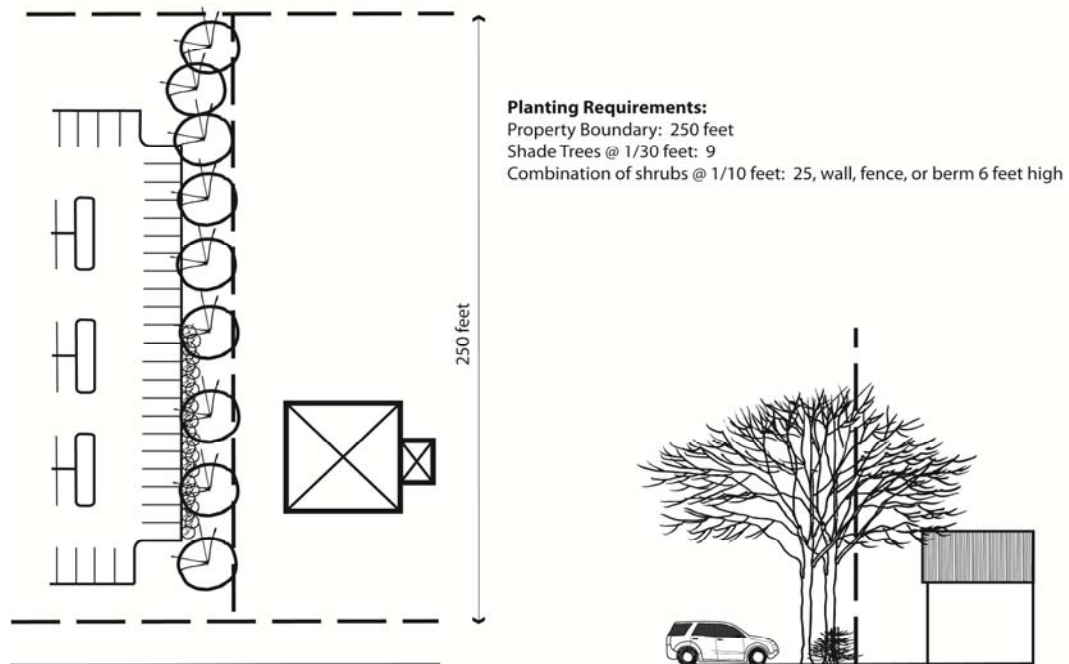 Planting Requirements:
Property Boundary: 250 feet
Shade Trees @ 1/30 feet: 9
Combination of shrubs @ 1/10 feet: 25, wall, fence, or berm 6 feet high
250 feet